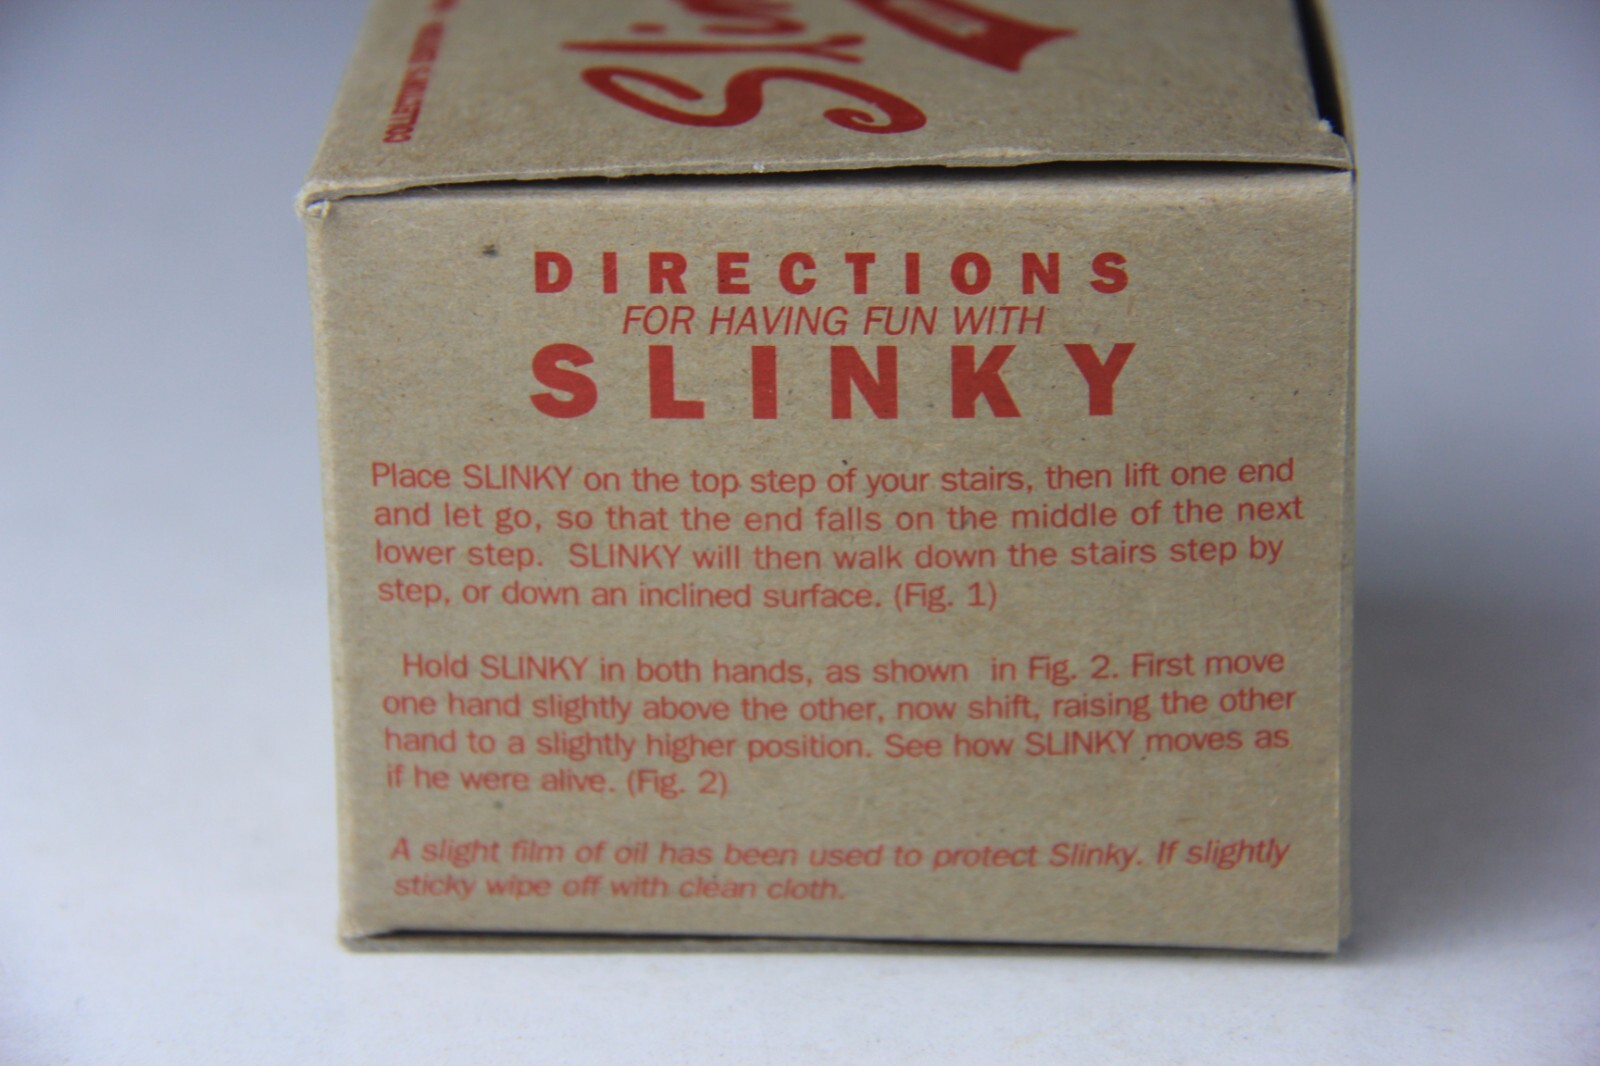 COLLECTOR'S EDITION
Sli
DIRECTIONS
FOR HAVING FUN WITH
SLINKY
Place SLINKY on the top step of your stairs, then lift one end
and let go, so that the end falls on the middle of the next
lower step. SLINKY will then walk down the stairs step by
step, or down an inclined surface. (Fig. 1)
Hold SLINKY in both hands, as shown in Fig. 2. First move
one hand slightly above the other, now shift, raising the other
hand to a slightly higher position. See how SLINKY moves as
if he were alive. (Fig. 2)
A slight film of oil has been used to protect Slinky. If slightly
sticky wipe off with clean cloth.